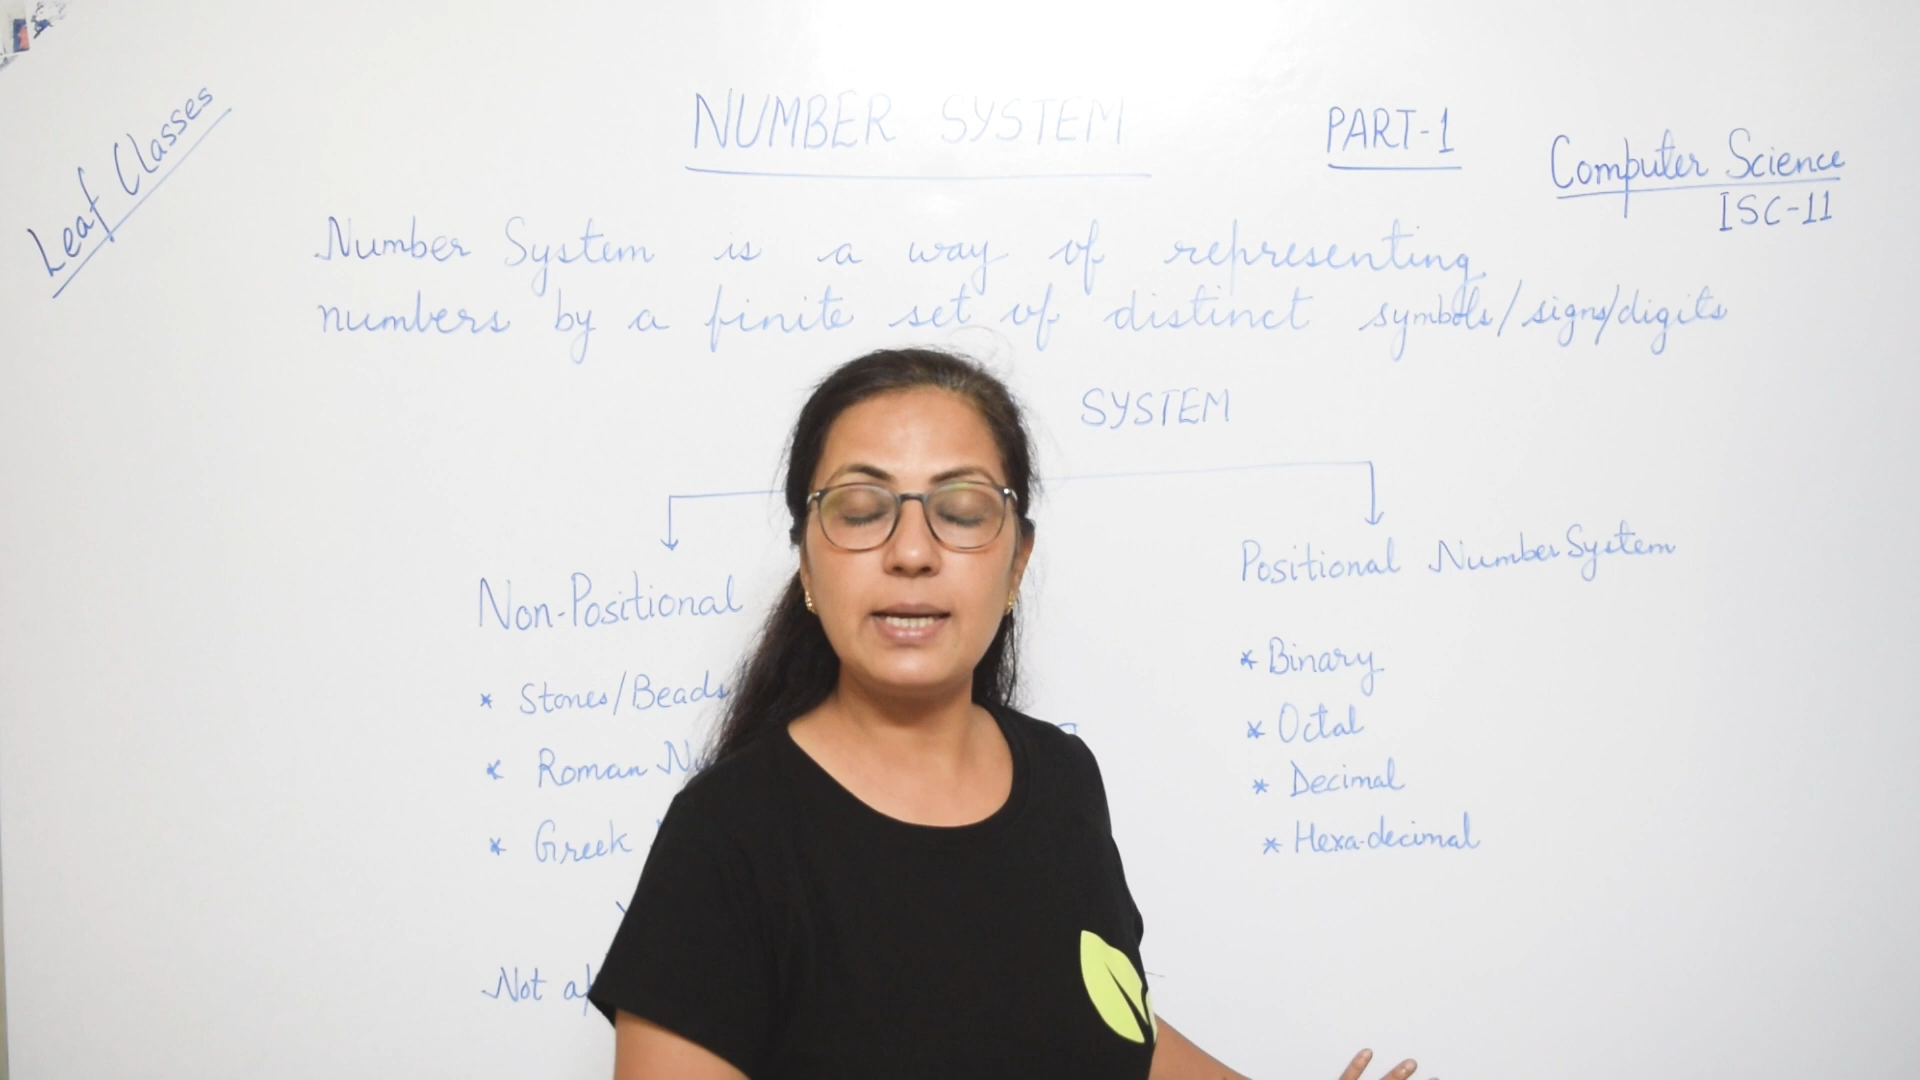 Leaf Classes
NUMBER SYSTEM
PART-1
Computer Science
ISC-11
Number System is a way of representing
numbers by a finite set of distinct symbols/signs/digits
SYSTEM
Non-Positional
* Stones/Beads
* Roman
* Greek
Not
Positional Number System
* Binary
* Octal
* Decimal
* Hexa-decimal